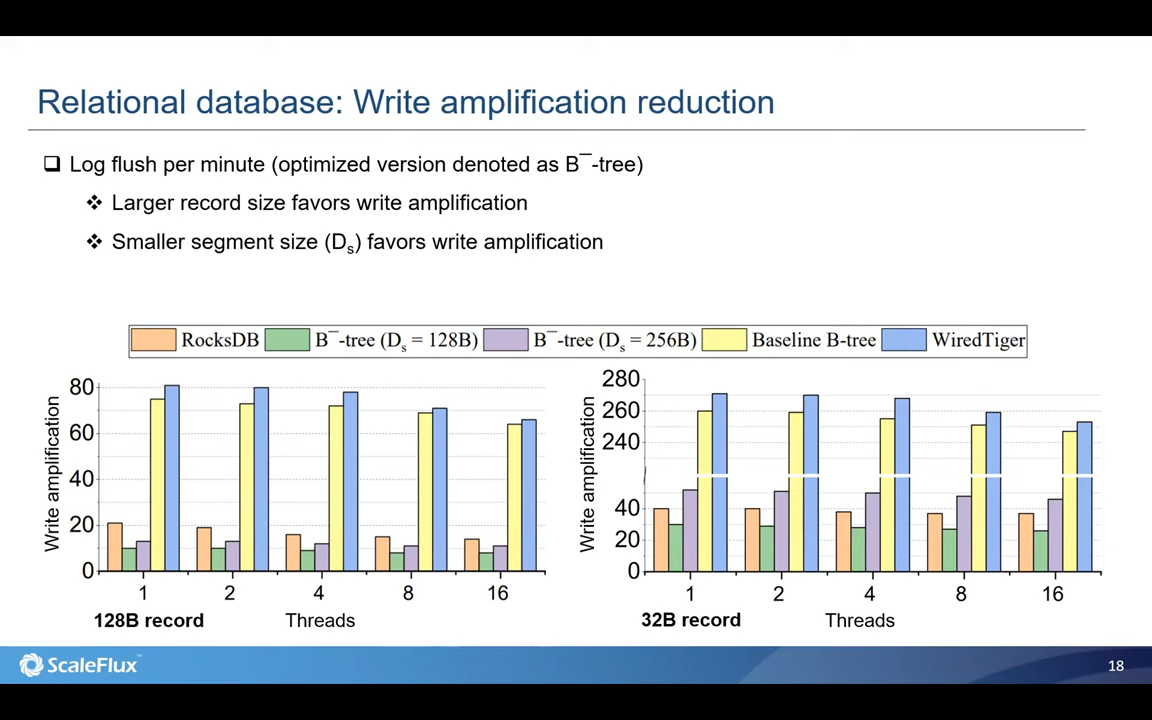 Relational database: Write amplification reduction
Log flush per minute (optimized version denoted as B¯-tree)
Larger record size favors write amplification
Smaller segment size (Ds) favors write amplification
RocksDB B¯-tree (Ds = 128B) B¯-tree (Ds = 256B) Baseline B-tree WiredTiger
Write amplification
80
60
40
20
0
1 2 4 8 16
128B record Threads
Write amplification
280
260
240
40
20
0
1 2 4 8 16
32B record Threads
ScaleFlux™
18